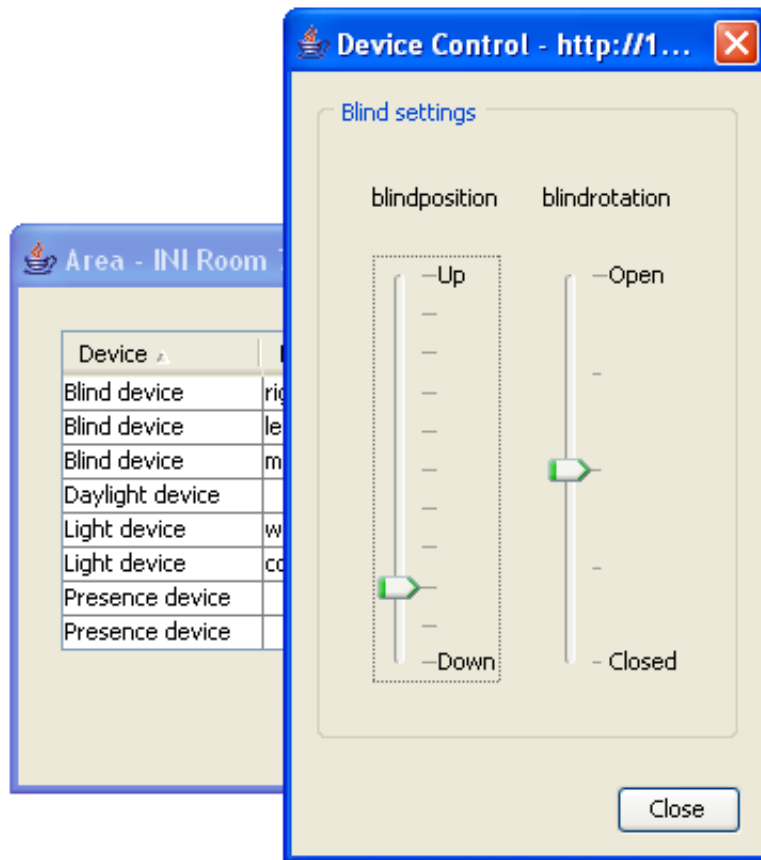 Device Control - http://1...
Blind settings
blindposition
blindrotation
Up
Open
Down
Closed
Close
Area - INI Room
Device
Blind device
Blind device
Blind device
Daylight device
Light device
Light device
Presence device
Presence device